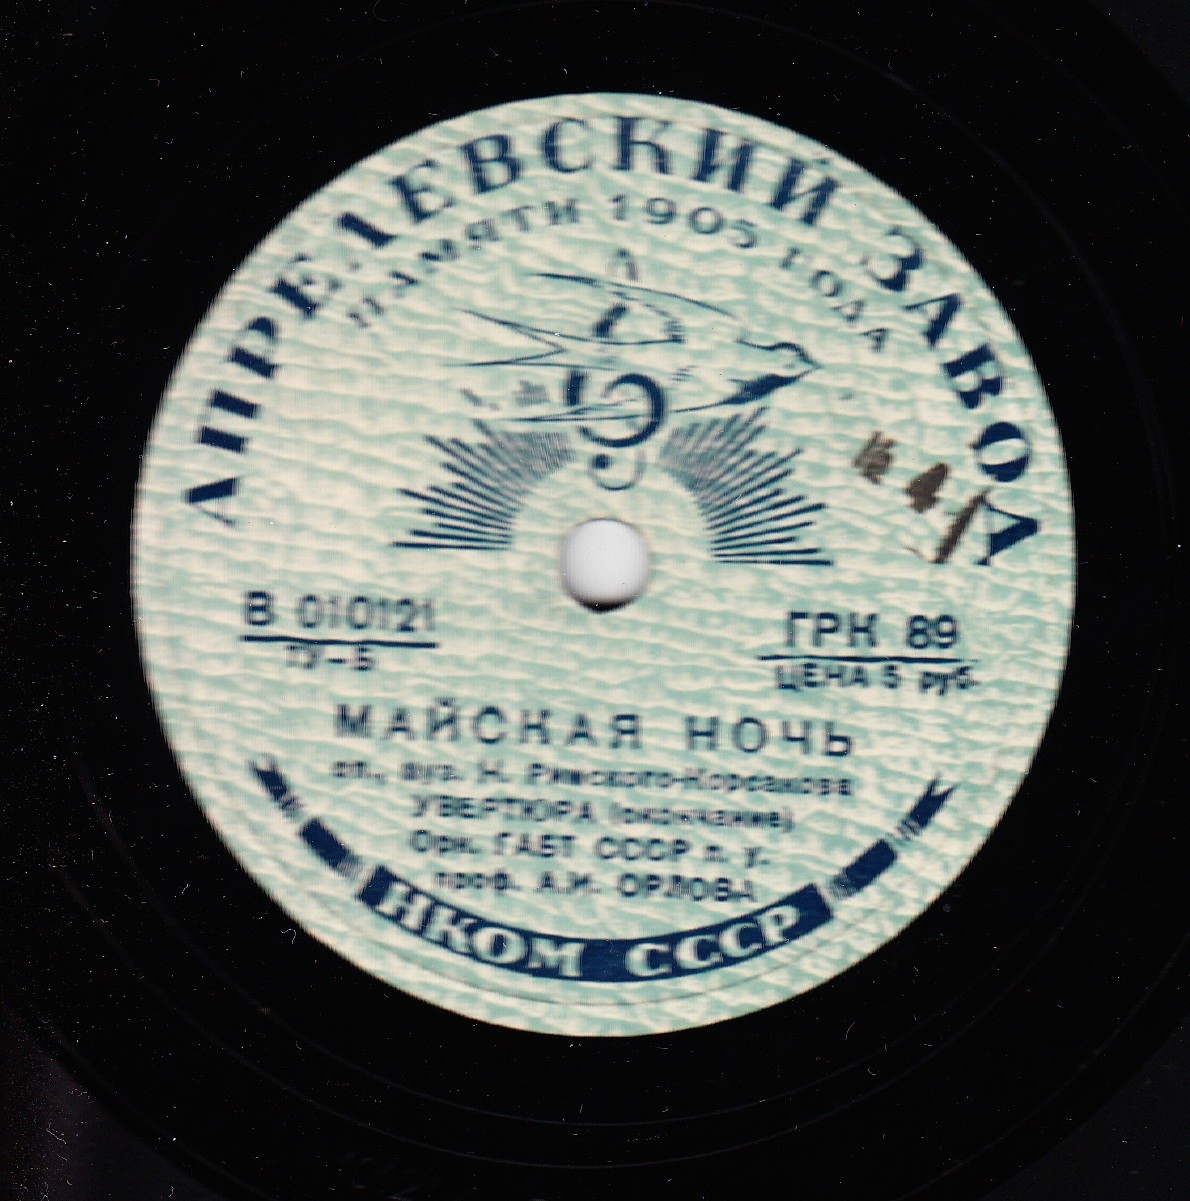 АПРЕЛЕВСКИЙ ЗАВОД
ПАМЯТИ 1905 ГОДА
В 010121
ТУ-Б
ГРК 89
ЦЕНА 5 руб.
МАЙСКАЯ НОЧЬ
оп., муз. Н. Римского-Корсакова
УВЕРТЮРА (окончание)
Орк. ГАБТ СССР п. у.
проф. А.И. ОРЛОВА
НКОМ СССР